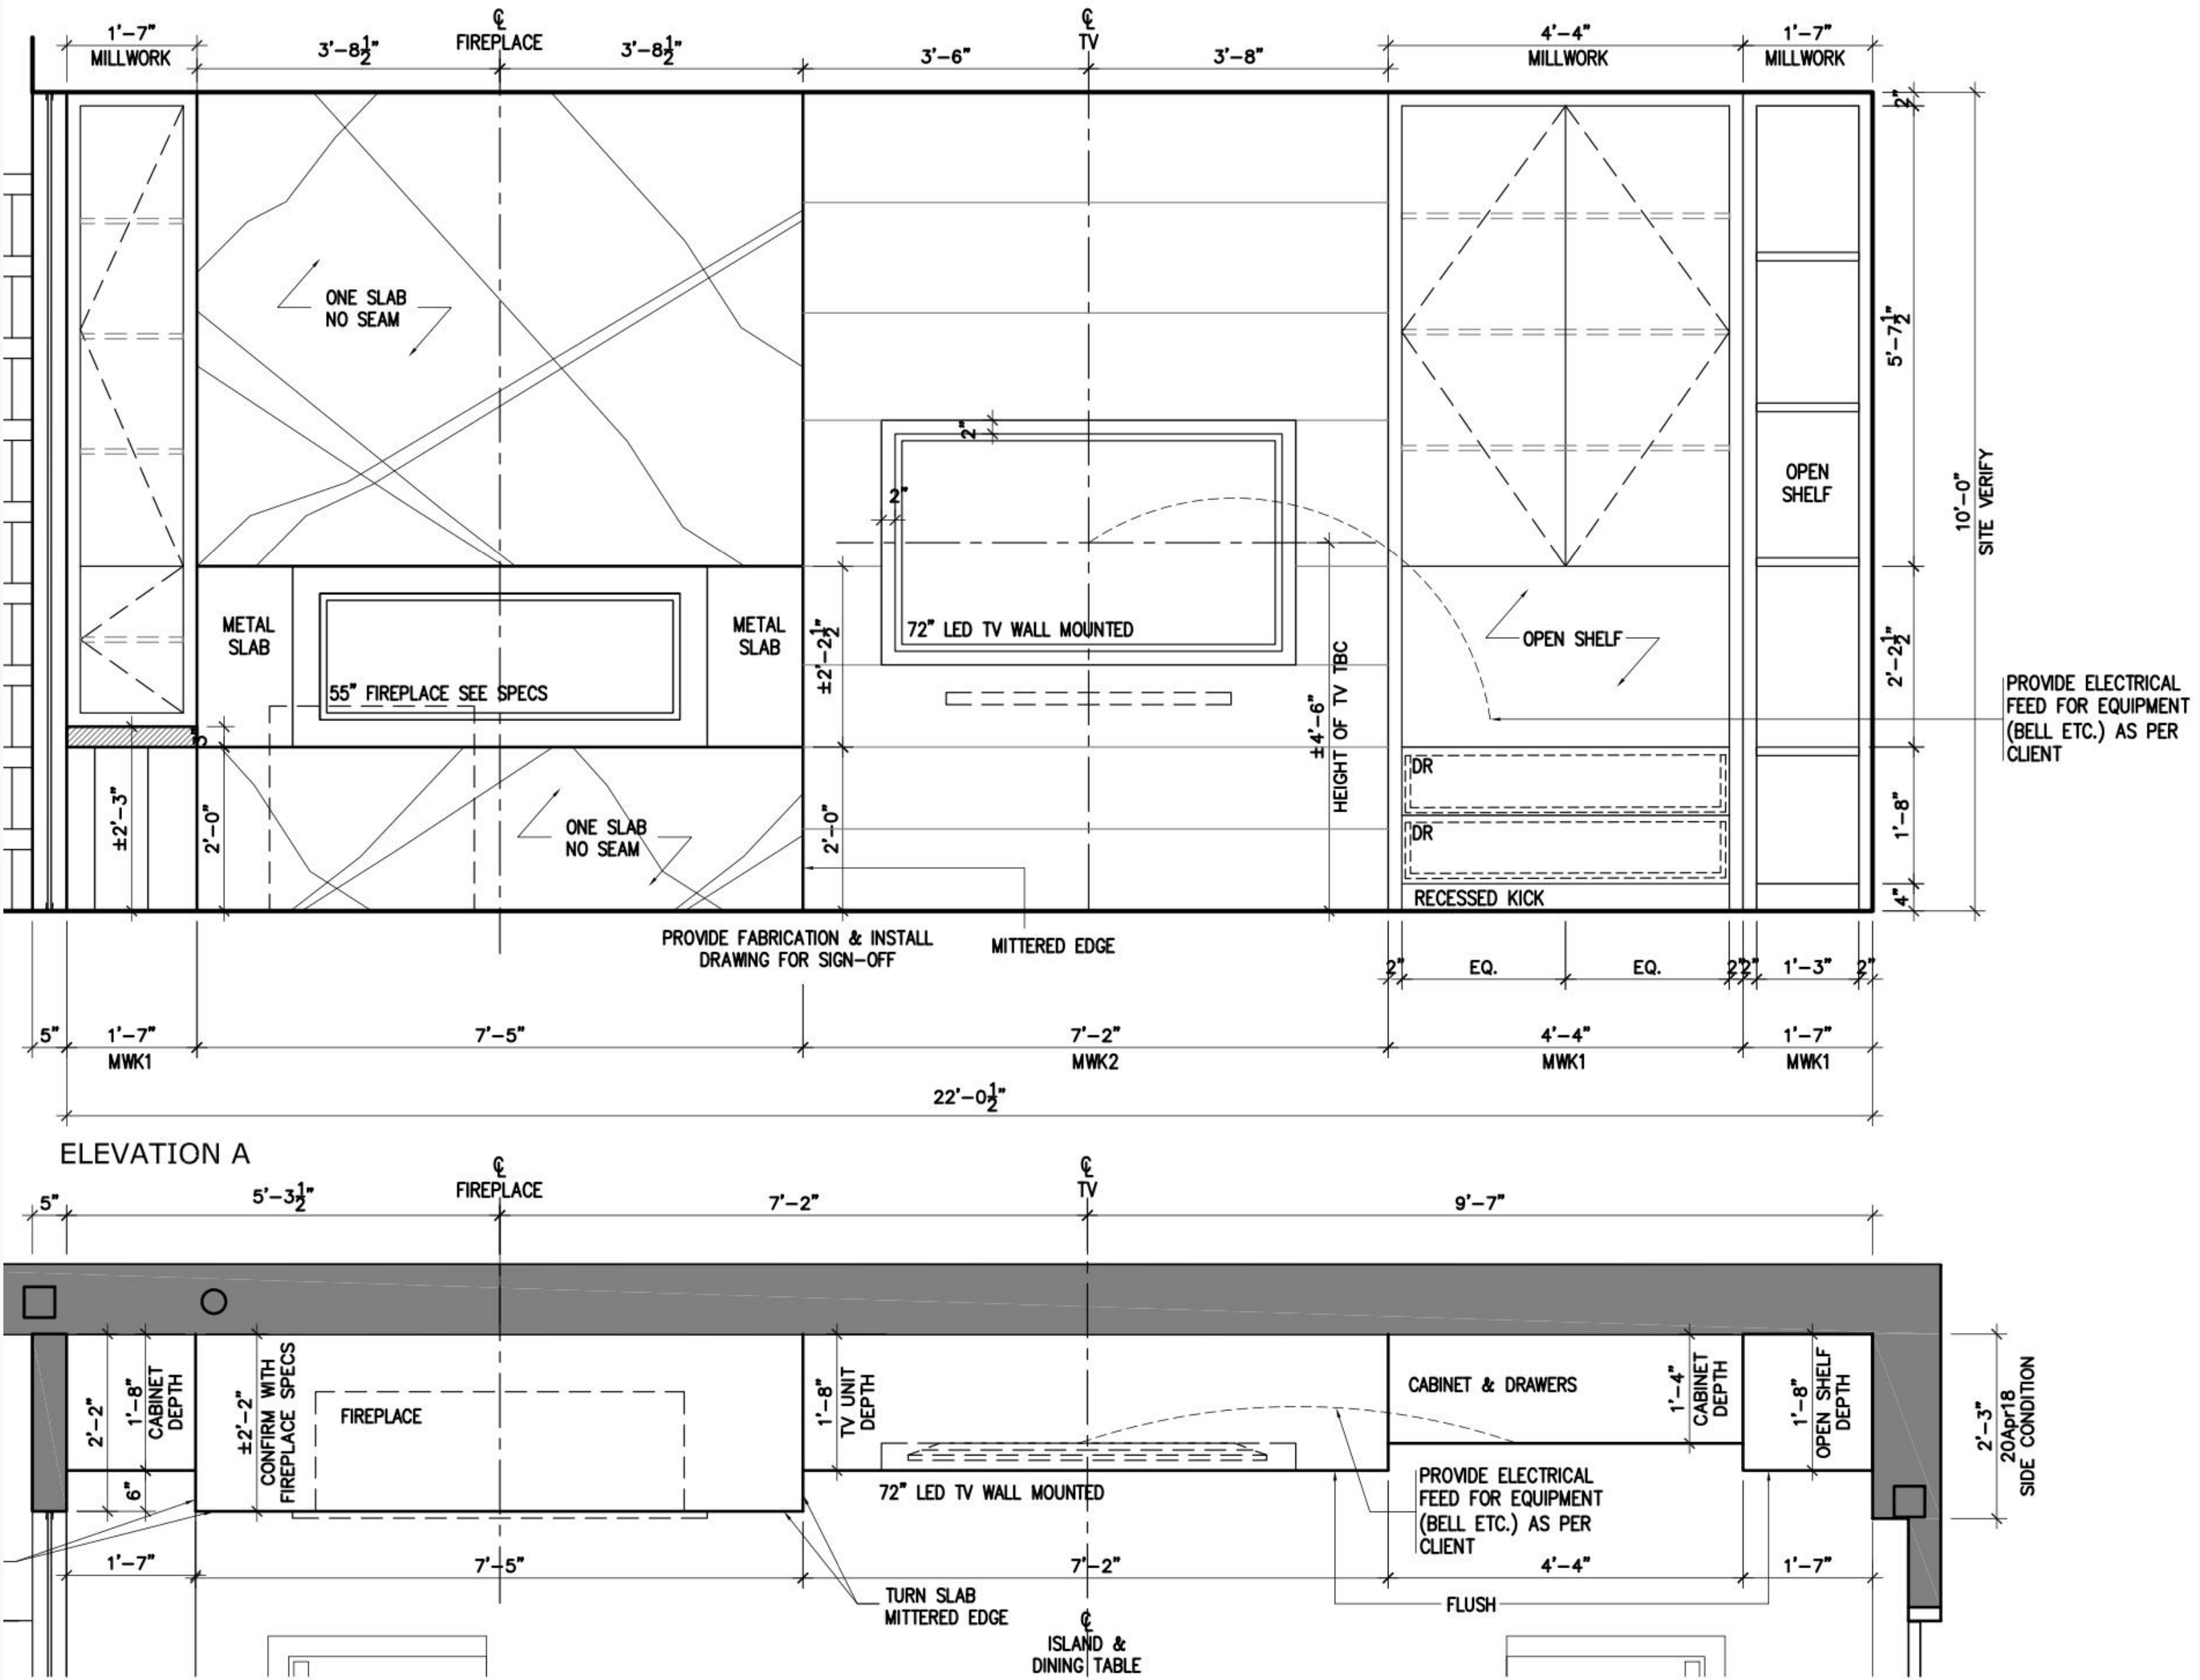 1'-7"
MILLWORK
3'-8½"
℄
FIREPLACE
3'-8½"
3'-6"
℄
TV
3'-8"
4'-4"
MILLWORK
1'-7"
MILLWORK
2"
ONE SLAB
NO SEAM
5'-7½"
2"
2"
OPEN
SHELF
10'-0"
SITE VERIFY
METAL
SLAB
METAL
SLAB
55" FIREPLACE SEE SPECS
±2'-2½"
72" LED TV WALL MOUNTED
±4'-6"
HEIGHT OF TV TBC
OPEN SHELF
2'-2½"
PROVIDE ELECTRICAL
FEED FOR EQUIPMENT
(BELL ETC.) AS PER
CLIENT
3"
±2'-3"
2'-0"
ONE SLAB
NO SEAM
2'-0"
DR
DR
1'-8"
RECESSED KICK
4"
PROVIDE FABRICATION & INSTALL
DRAWING FOR SIGN-OFF
MITTERED EDGE
2"
EQ.
EQ.
2"
2"
1'-3"
2"
5"
1'-7"
MWK1
7'-5"
7'-2"
MWK2
4'-4"
MWK1
1'-7"
MWK1
22'-0½"
ELEVATION A
5"
5'-3½"
℄
FIREPLACE
7'-2"
℄
TV
9'-7"
2'-2"
1'-8"
CABINET
DEPTH
6"
±2'-2"
CONFIRM WITH
FIREPLACE SPECS
FIREPLACE
1'-8"
TV UNIT
DEPTH
72" LED TV WALL MOUNTED
CABINET & DRAWERS
1'-4"
CABINET
DEPTH
1'-8"
OPEN SHELF
DEPTH
2'-3"
20Apr18
SIDE CONDITION
PROVIDE ELECTRICAL
FEED FOR EQUIPMENT
(BELL ETC.) AS PER
CLIENT
1'-7"
7'-5"
7'-2"
4'-4"
1'-7"
TURN SLAB
MITTERED EDGE
FLUSH
℄
ISLAND &
DINING TABLE